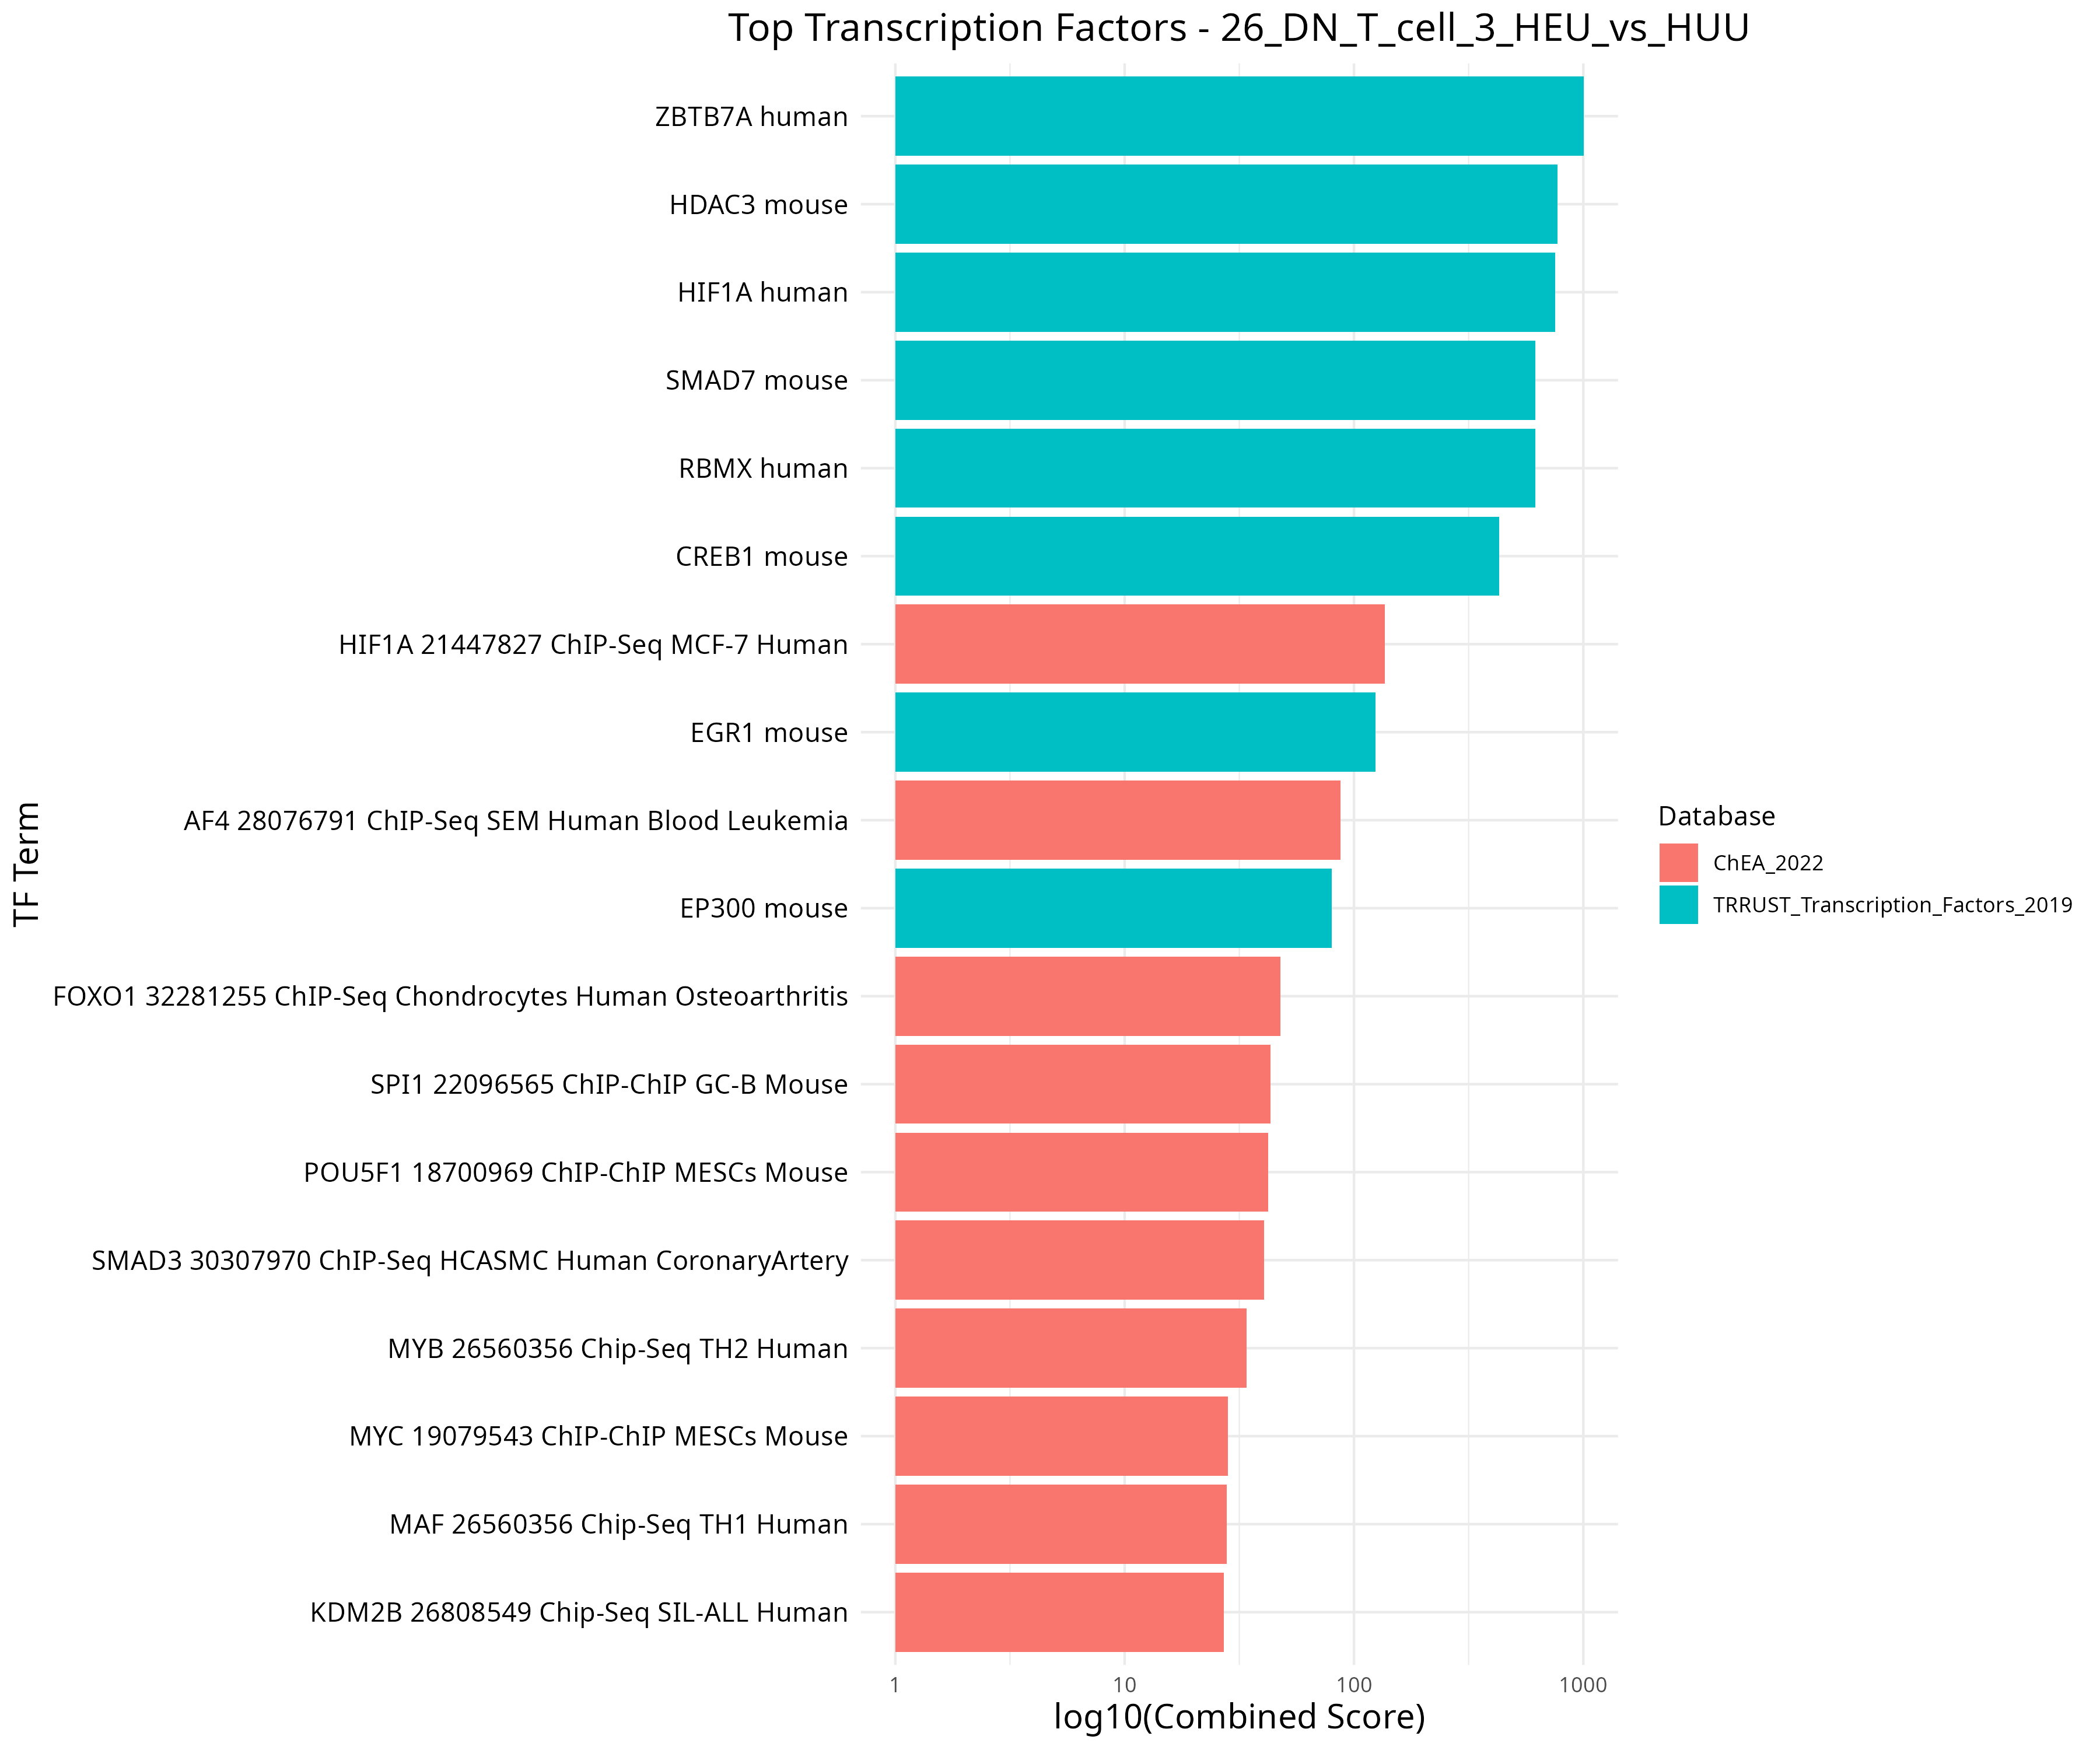 Top Transcription Factors - 26_DN_T_cell_3_HEU_vs_HUU
TF Term
ZBTB7A human
HDAC3 mouse
HIF1A human
SMAD7 mouse
RBMX human
CREB1 mouse
HIF1A 21447827 ChIP-Seq MCF-7 Human
EGR1 mouse
AF4 28076791 ChIP-Seq SEM Human Blood Leukemia
EP300 mouse
FOXO1 32281255 ChIP-Seq Chondrocytes Human Osteoarthritis
SPI1 22096565 ChIP-ChIP GC-B Mouse
POU5F1 18700969 ChIP-ChIP MESCs Mouse
SMAD3 30307970 ChIP-Seq HCASMC Human CoronaryArtery
MYB 26560356 Chip-Seq TH2 Human
MYC 19079543 ChIP-ChIP MESCs Mouse
MAF 26560356 Chip-Seq TH1 Human
KDM2B 26808549 Chip-Seq SIL-ALL Human
1 10 100 1000
log10(Combined Score)
Database
ChEA_2022
TRRUST_Transcription_Factors_2019